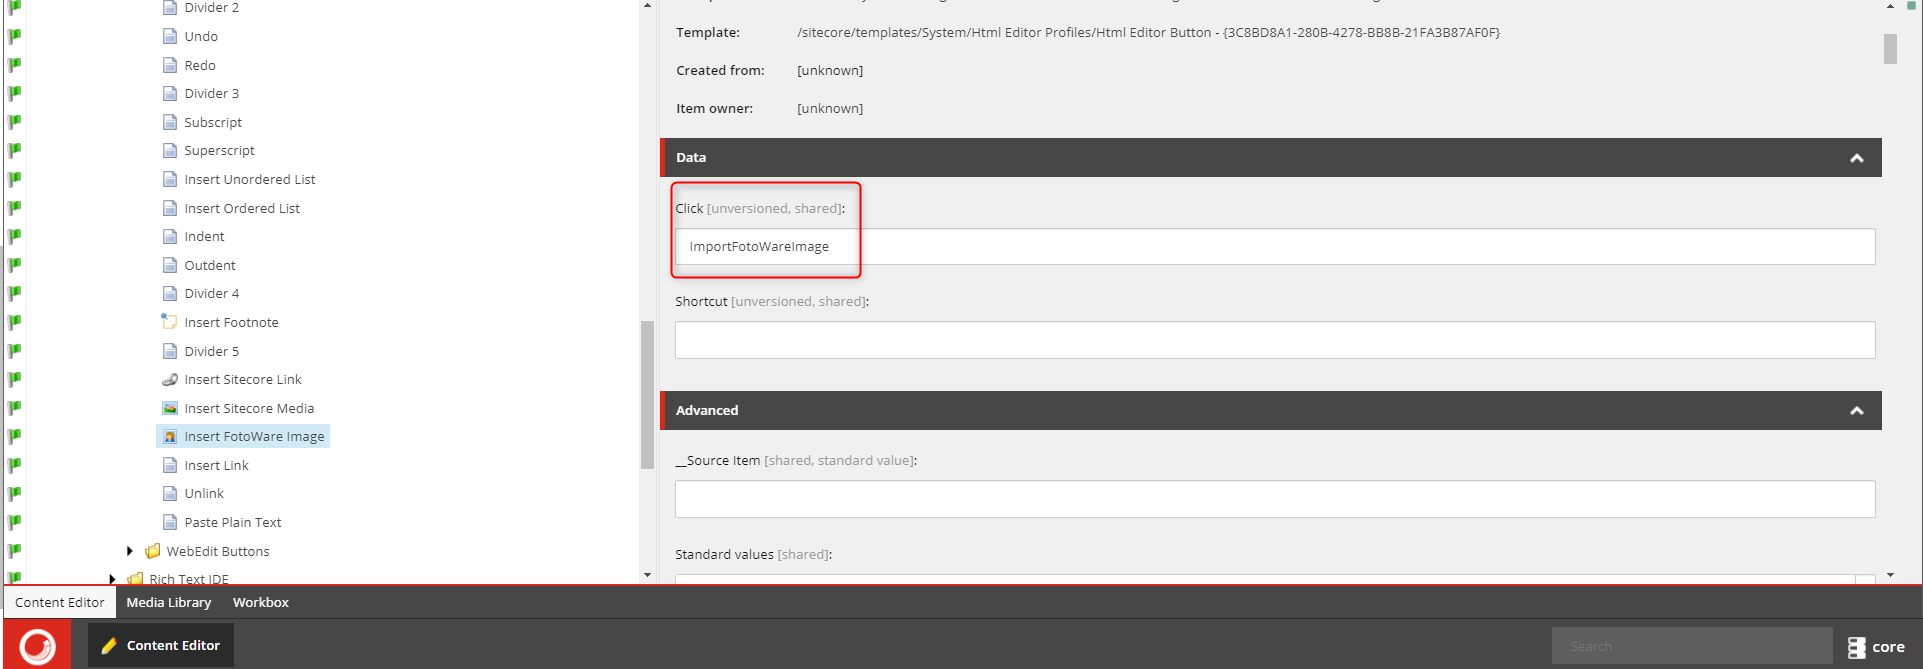 Divider 2
Undo
Redo
Divider 3
Subscript
Superscript
Insert Unordered List
Insert Ordered List
Indent
Outdent
Divider 4
Insert Footnote
Divider 5
Insert Sitecore Link
Insert Sitecore Media
Insert FotoWare Image
Insert Link
Unlink
Paste Plain Text
WebEdit Buttons
Rich Text IDE
Template: /sitecore/templates/System/Html Editor Profiles/Html Editor Button - {3C8BD8A1-280B-4278-BB8B-21FA3B87AF0F}
Created from: [unknown]
Item owner: [unknown]
Data
Click [unversioned, shared]:
ImportFotoWareImage
Shortcut [unversioned, shared]:
Advanced
__Source Item [shared, standard value]:
Standard values [shared]:
Content Editor Media Library Workbox
Content Editor Search core